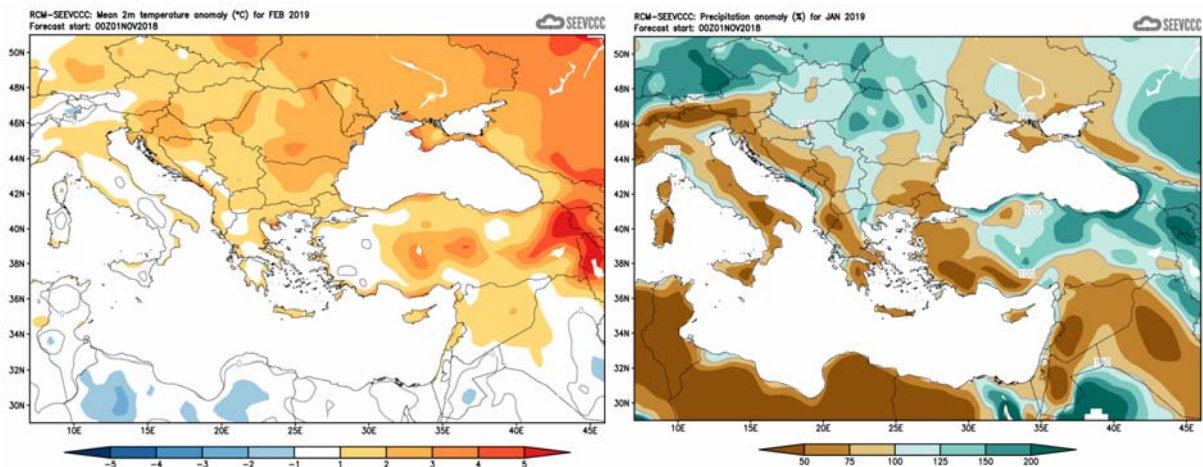 RCM-SEEVCCC: Mean 2m temperature anomaly (°C) for FEB 2019
Forecast start: 00Z01NOV2018
SEEVCCC
50N
48N
46N
44N
42N
40N
38N
36N
34N
32N
30N
10E 15E 20E 25E 30E 35E 40E 45E
-5 -4 -3 -2 -1 1 2 3 4 5
RCM-SEEVCCC: Precipitation anomaly (%) for JAN 2019
Forecast start: 00Z01NOV2018
SEEVCCC
50N
48N
46N
44N
42N
40N
38N
36N
34N
32N
30N
100
100
100
10E 15E 20E 25E 30E 35E 40E 45E
50 75 100 125 150 200